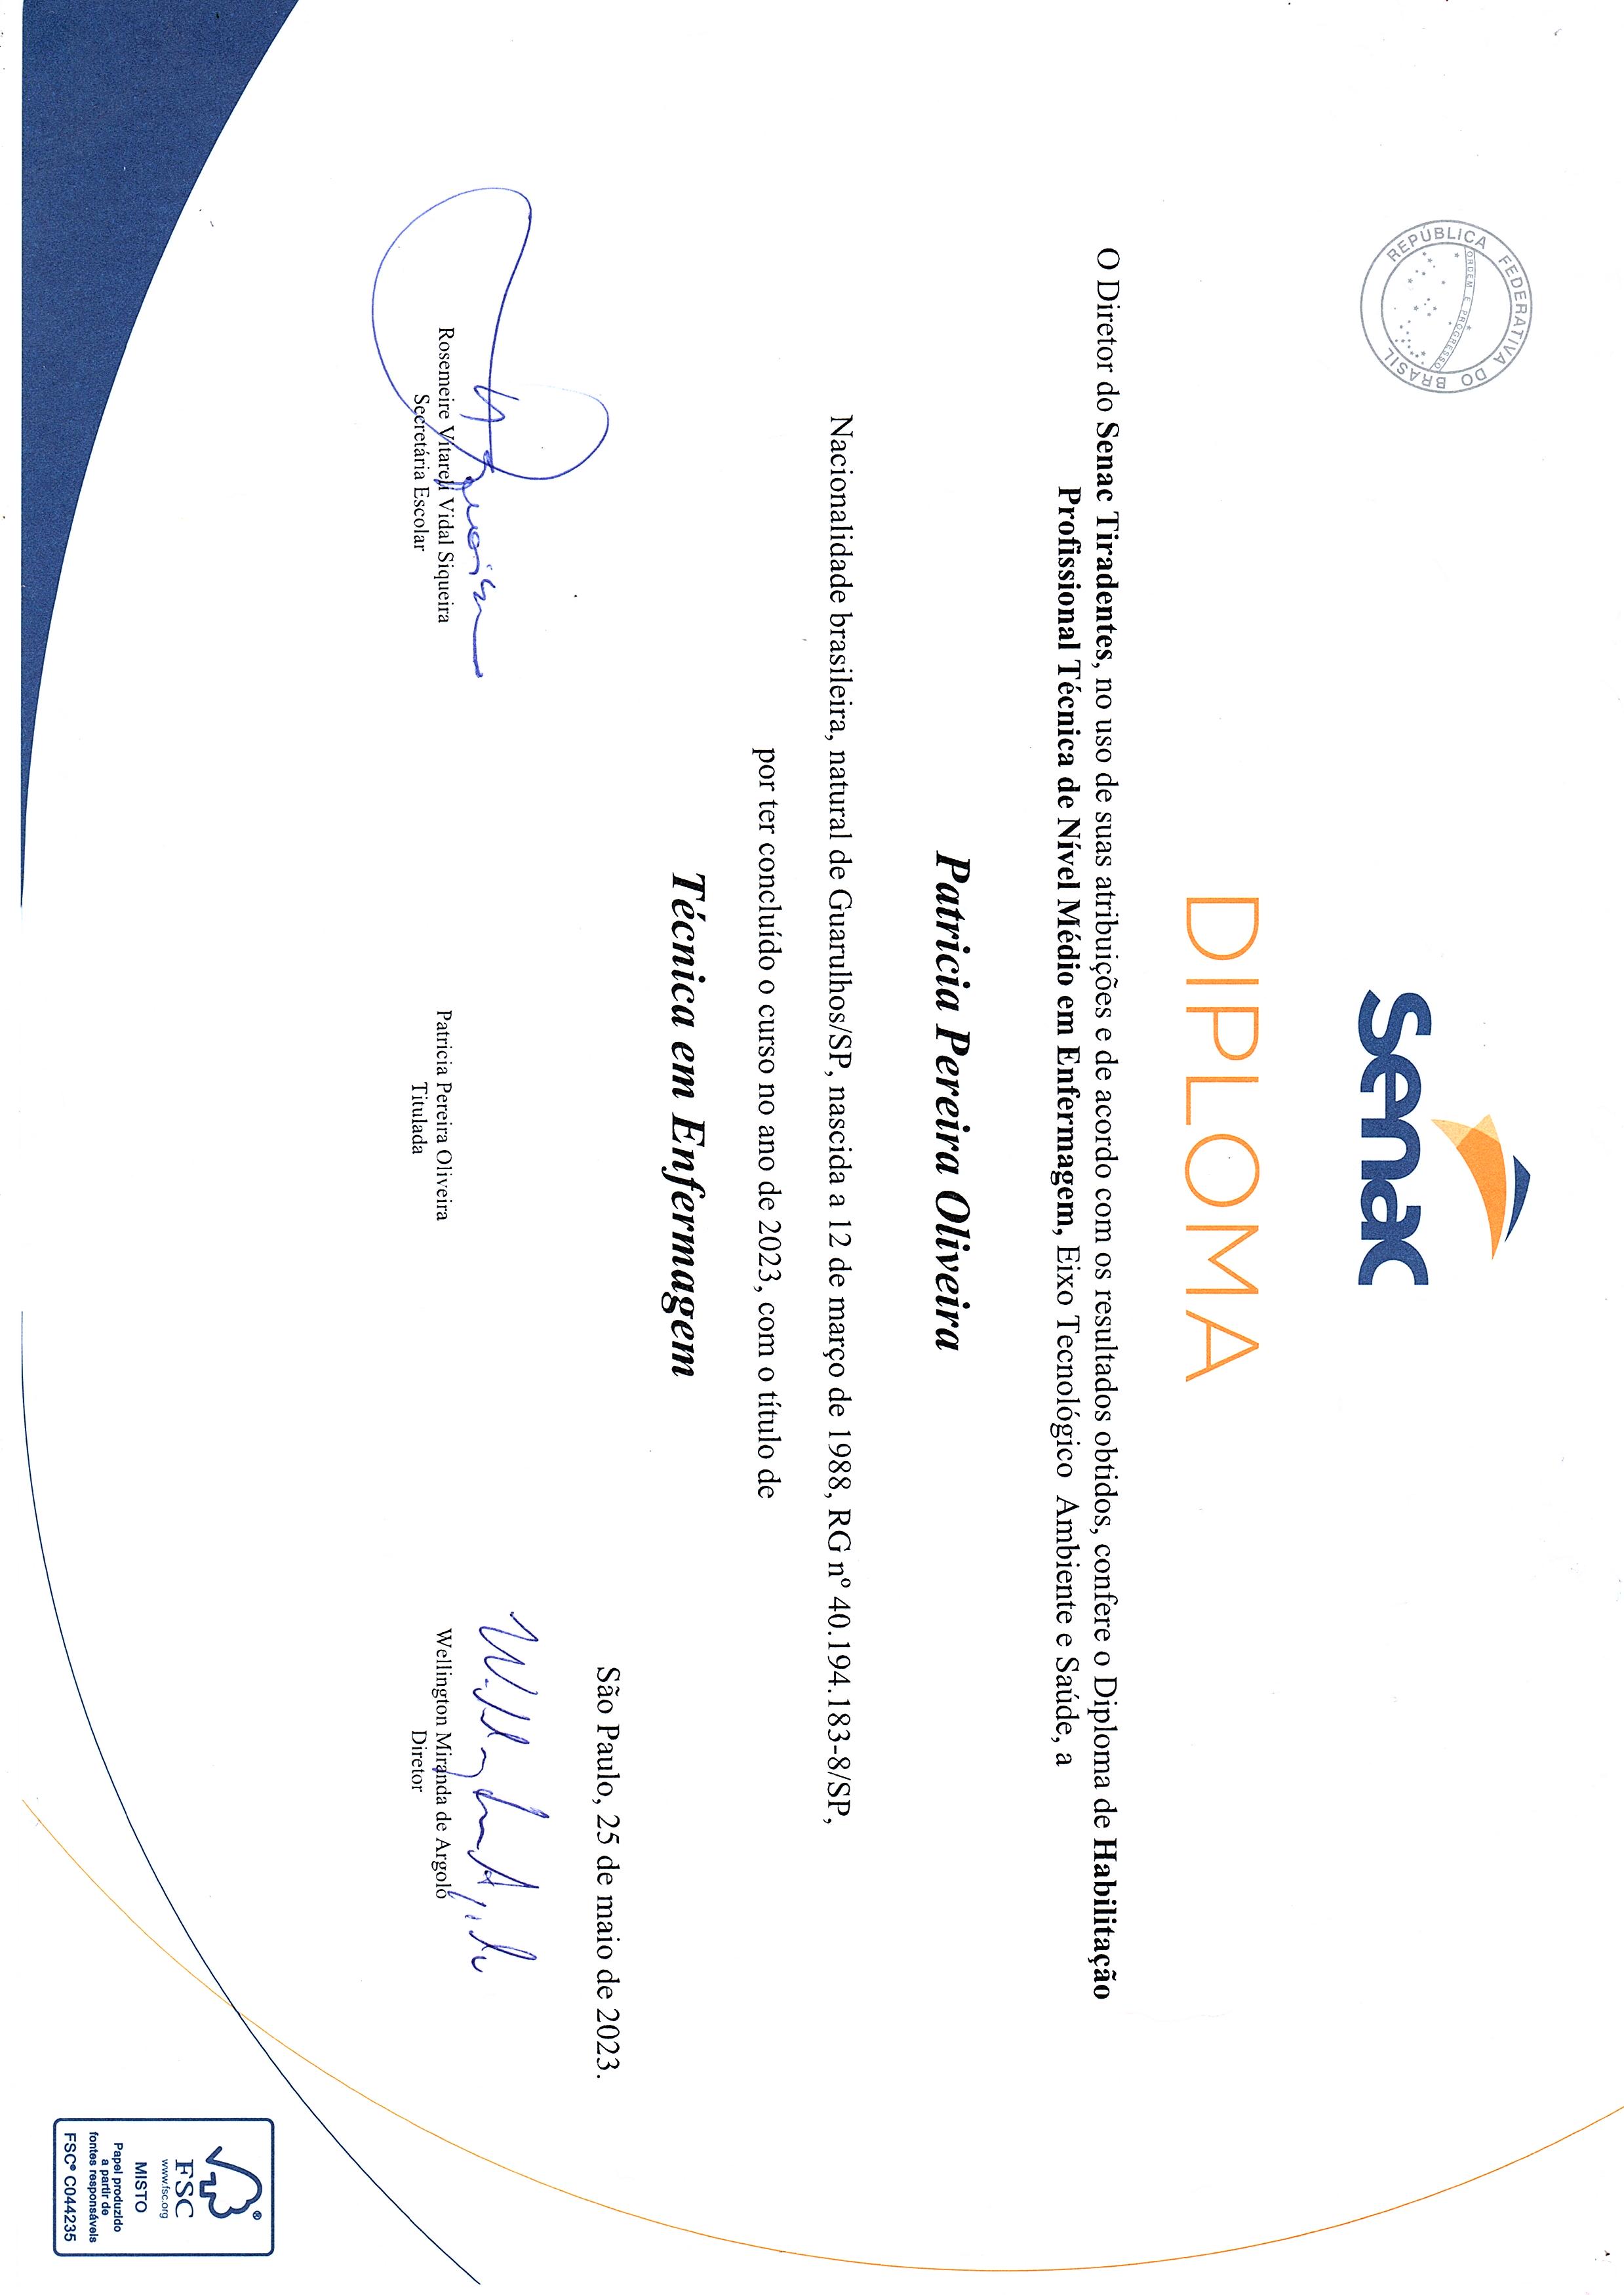 REPÚBLICA FEDERATIVA DO BRASIL
ORDEM E PROGRESSO
senac
DIPLOMA
O Diretor do Senac Tiradentes, no uso de suas atribuições e de acordo com os resultados obtidos, confere o Diploma de Habilitação
Profissional Técnica de Nível Médio em Enfermagem, Eixo Tecnológico Ambiente e Saúde, a
Patricia Pereira Oliveira
Nacionalidade brasileira, natural de Guarulhos/SP, nascida a 12 de março de 1988, RG nº 40.194.183-8/SP,
por ter concluído o curso no ano de 2023, com o título de
Técnica em Enfermagem
São Paulo, 25 de maio de 2023.
Rosemeire Vitareli Vidal Siqueira
Secretária Escolar
Patricia Pereira Oliveira
Titulada
Wellington Miranda de Argolo
Diretor
®
FSC
www.fsc.org
MISTO
Papel produzido
a partir de
fontes responsáveis
FSC® C044235